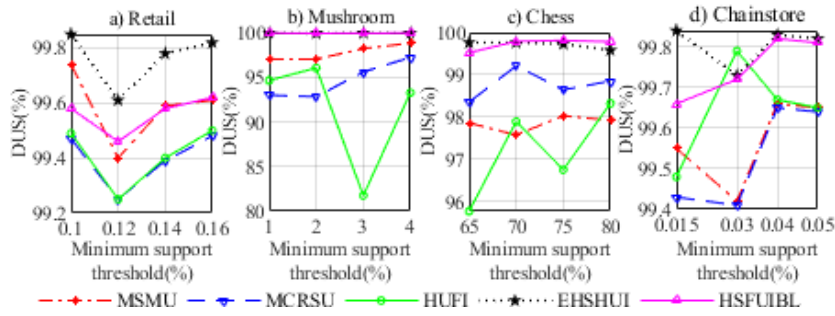 a) Retail
DUS(%)
99.8
99.6
99.4
99.2
0.1 0.12 0.14 0.16
Minimum support
threshold(%)
b) Mushroom
DUS(%)
100
95
90
85
80
1 2 3 4
Minimum support
threshold(%)
c) Chess
DUS(%)
100
99
98
97
96
65 70 75 80
Minimum support
threshold(%)
d) Chainstore
DUS(%)
99.8
99.7
99.6
99.5
99.4
0.015 0.03 0.04 0.05
Minimum support
threshold(%)
MSMU MCRSU HUFI EHSHUI HSFUIBL